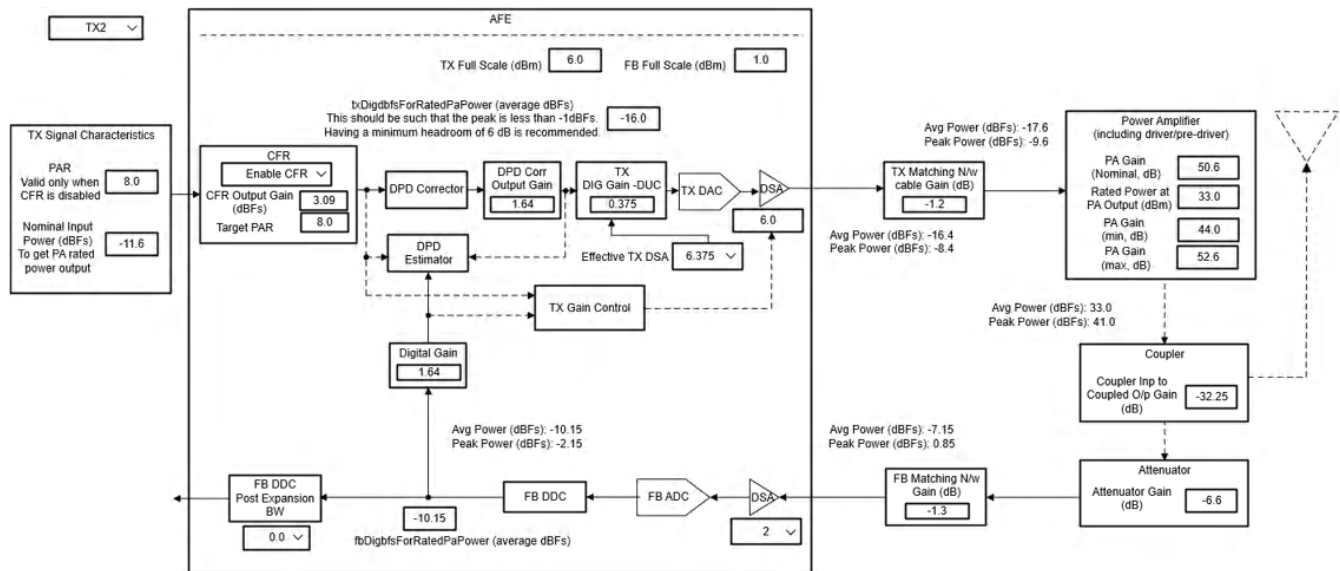 TX2
AFE
TX Full Scale (dBm)
6.0
FB Full Scale (dBm)
1.0
txDigdbfsForRatedPaPower (average dBFs)
This should be such that the peak is less than -1dBFs.
Having a minimum headroom of 6 dB is recommended.
-16.0
TX Signal Characteristics
PAR
Valid only when
CFR is disabled
8.0
Nominal Input
Power (dBFs)
To get PA rated
power output
-11.6
CFR
Enable CFR
CFR Output Gain
(dBFs)
3.09
Target PAR
8.0
DPD Corrector
DPD Corr
Output Gain
1.64
TX
DIG Gain -DUC
0.375
TX DAC
DSA
6.0
Effective TX DSA
6.375
DPD
Estimator
TX Gain Control
Digital Gain
1.64
Avg Power (dBFs): -17.6
Peak Power (dBFs): -9.6
TX Matching N/w
cable Gain (dB)
-1.2
Avg Power (dBFs): -16.4
Peak Power (dBFs): -8.4
Power Amplifier
(including driver/pre-driver)
PA Gain
(Nominal, dB)
50.6
Rated Power at
PA Output (dBm)
33.0
PA Gain
(min, dB)
44.0
PA Gain
(max, dB)
52.6
Avg Power (dBFs): 33.0
Peak Power (dBFs): 41.0
Coupler
Coupler Inp to
Coupled O/p Gain
(dB)
-32.25
Attenuator
Attenuator Gain
(dB)
-6.6
Avg Power (dBFs): -7.15
Peak Power (dBFs): 0.85
FB Matching N/w
Gain (dB)
-1.3
DSA
2
FB ADC
FB DDC
Avg Power (dBFs): -10.15
Peak Power (dBFs): -2.15
-10.15
fbDigbfsForRatedPaPower (average dBFs)
FB DDC
Post Expansion
BW
0.0